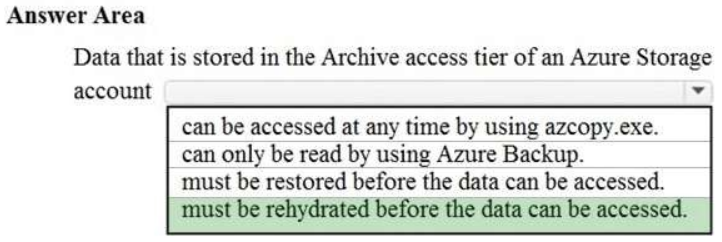 Answer Area
Data that is stored in the Archive access tier of an Azure Storage
account
can be accessed at any time by using azcopy.exe.
can only be read by using Azure Backup.
must be restored before the data can be accessed.
must be rehydrated before the data can be accessed.